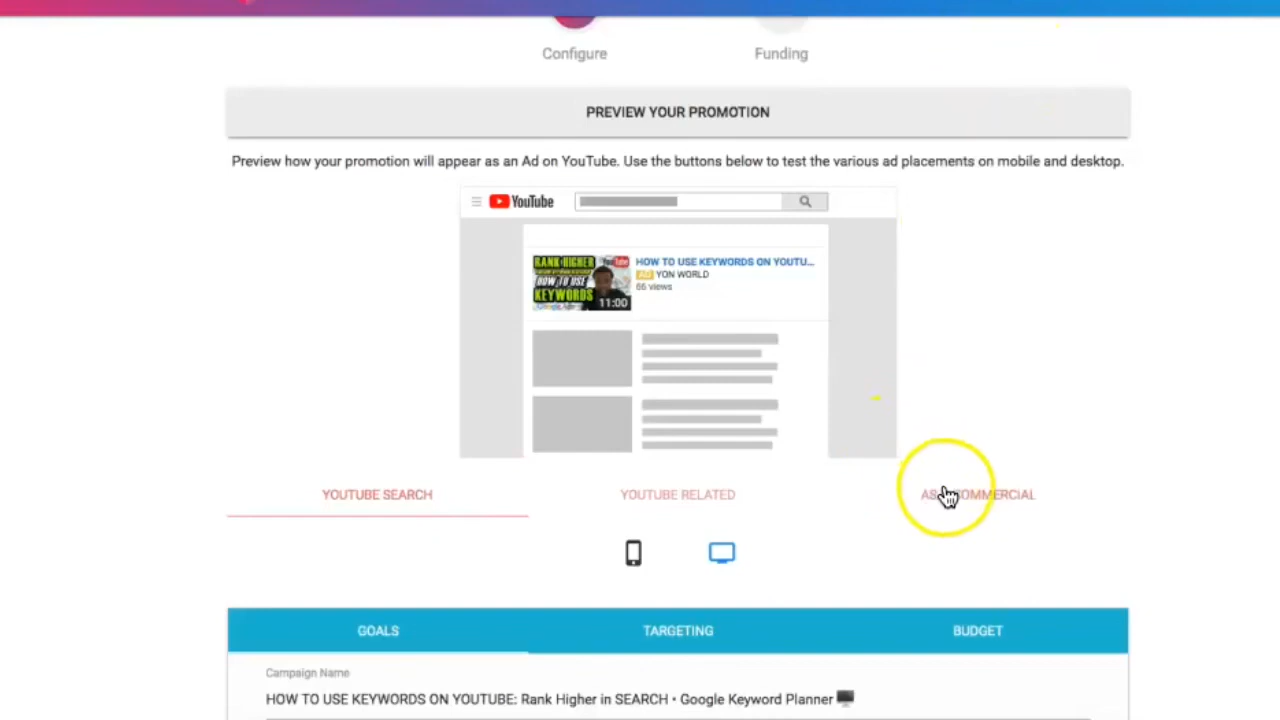 Configure
Funding
PREVIEW YOUR PROMOTION
Preview how your promotion will appear as an Ad on YouTube. Use the buttons below to test the various ad placements on mobile and desktop.
YouTube
RANK HIGHER
YouTube
HOW TO USE
KEYWORDS
11:00
HOW TO USE KEYWORDS ON YOUTU...
AD YON WORLD
66 views
YOUTUBE SEARCH
YOUTUBE RELATED
COMMERCIAL
GOALS
TARGETING
BUDGET
Campaign Name
HOW TO USE KEYWORDS ON YOUTUBE: Rank Higher in SEARCH • Google Keyword Planner 🖥️